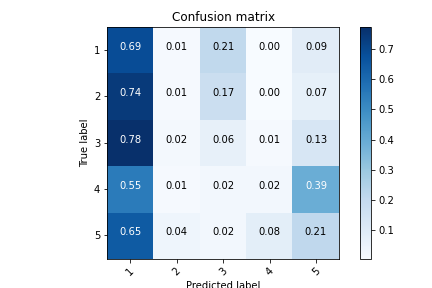 Confusion matrix
1 0.69 0.01 0.21 0.00 0.09
2 0.74 0.01 0.17 0.00 0.07
3 0.78 0.02 0.06 0.01 0.13
4 0.55 0.01 0.02 0.02 0.39
5 0.65 0.04 0.02 0.08 0.21
1 2 3 4 5
True label
Predicted label
0.7
0.6
0.5
0.4
0.3
0.2
0.1